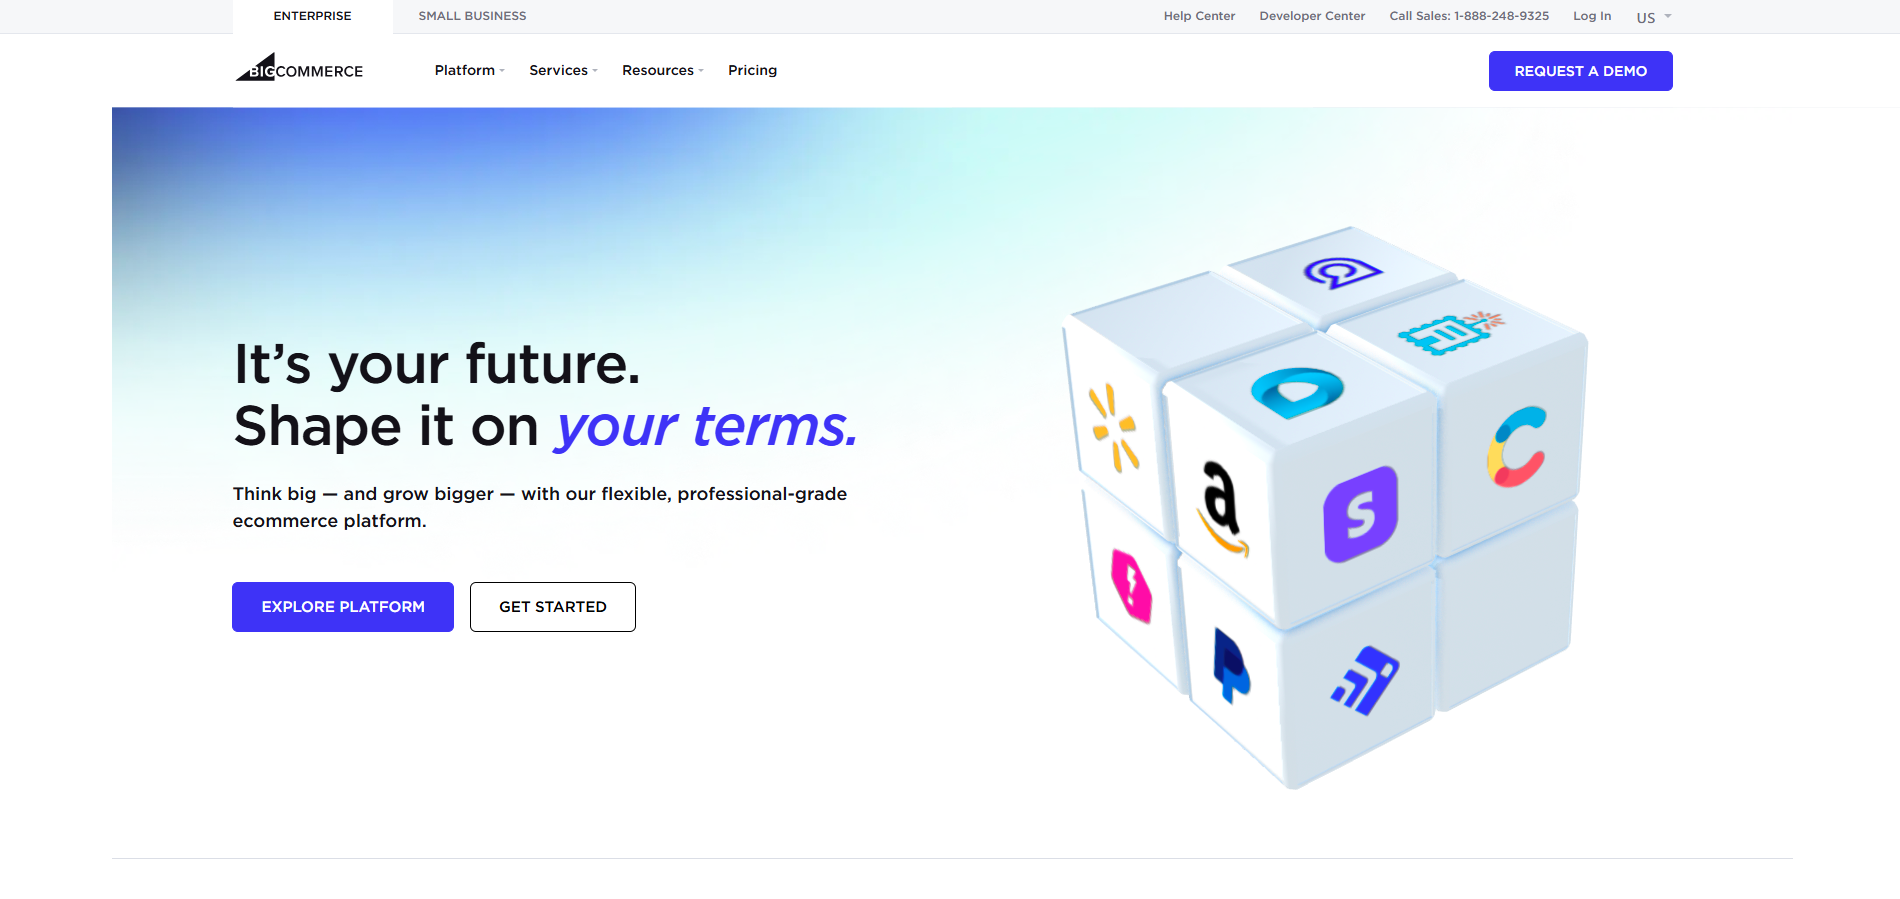 ENTERPRISE SMALL BUSINESS Help Center Developer Center Call Sales: 1-888-248-9325 Log In US
BIGCOMMERCE Platform Services Resources Pricing REQUEST A DEMO
It’s your future.
Shape it on your terms.
Think big — and grow bigger — with our flexible, professional-grade
ecommerce platform.
EXPLORE PLATFORM GET STARTED